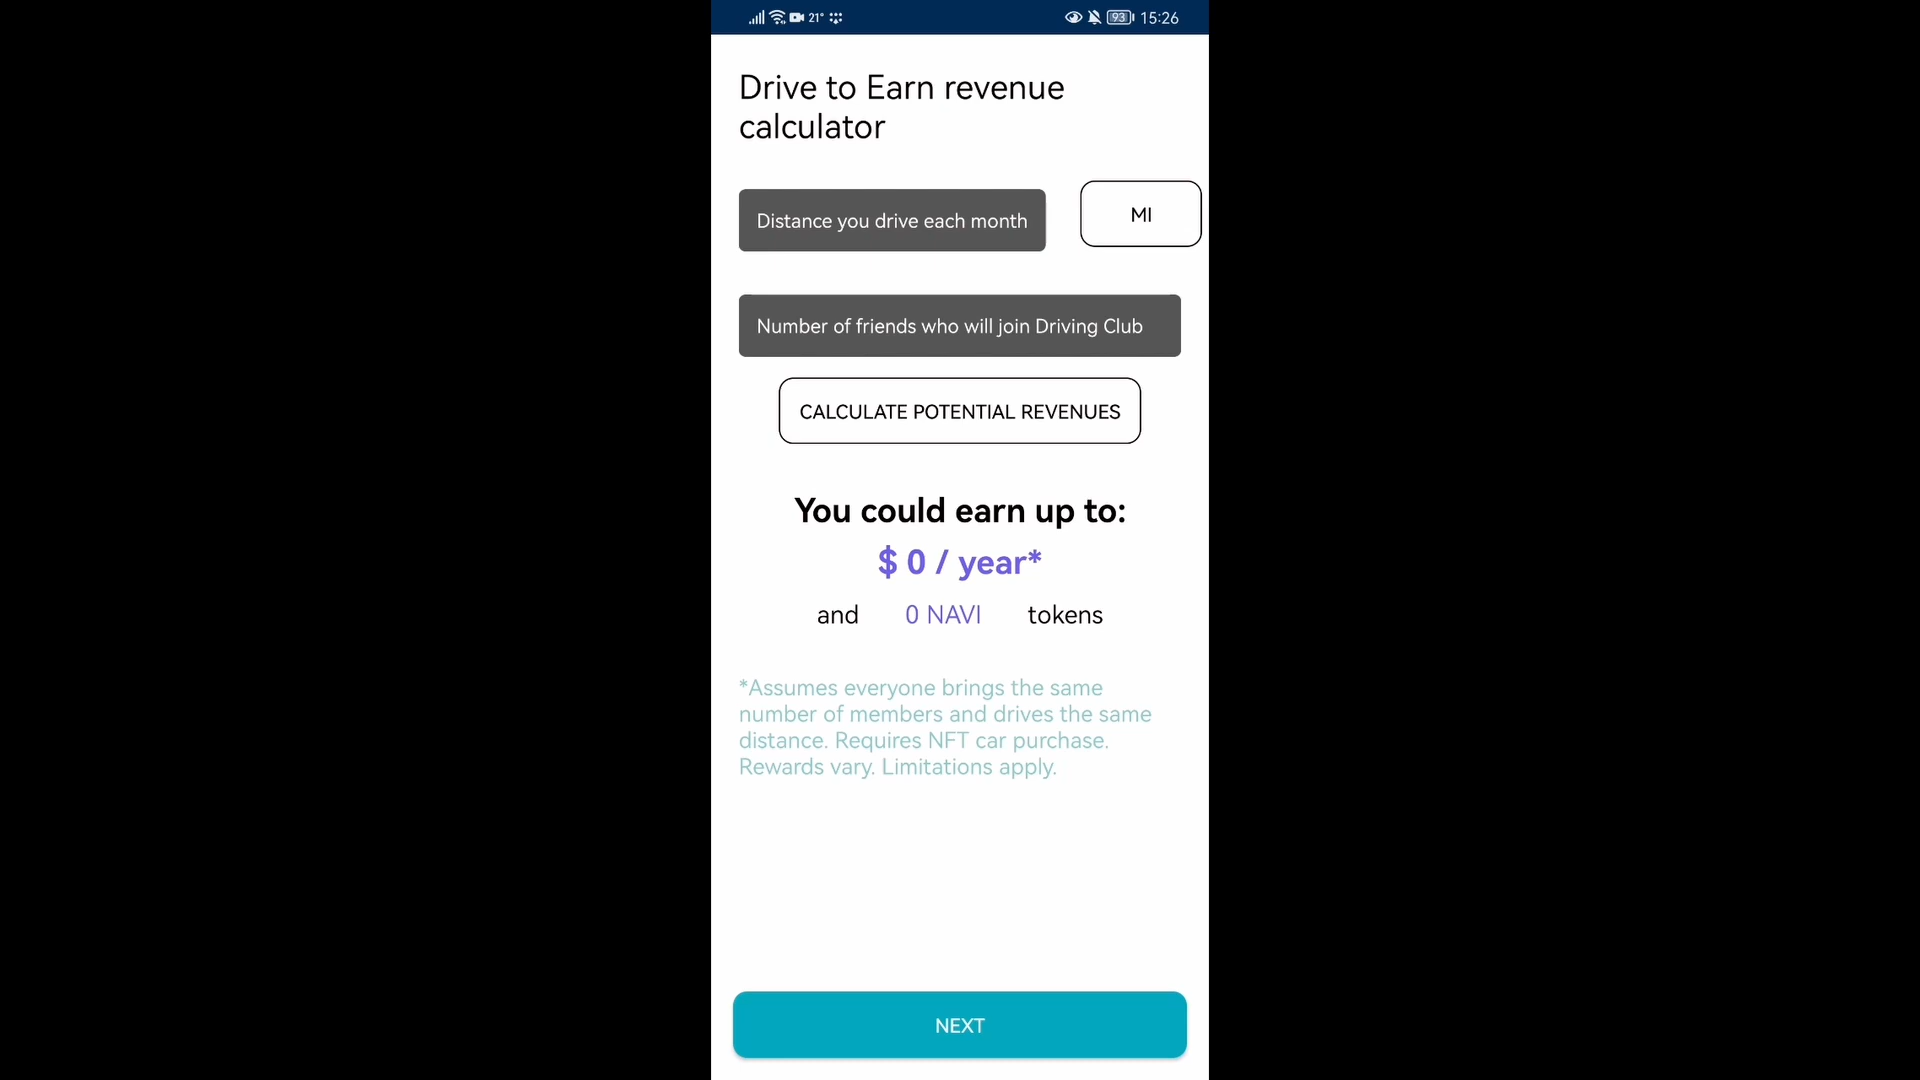 21° 93 15:26
Drive to Earn revenue
calculator
Distance you drive each month
MI
Number of friends who will join Driving Club
CALCULATE POTENTIAL REVENUES
You could earn up to:
$ 0 / year*
and 0 NAVI tokens
*Assumes everyone brings the same
number of members and drives the same
distance. Requires NFT car purchase.
Rewards vary. Limitations apply.
NEXT